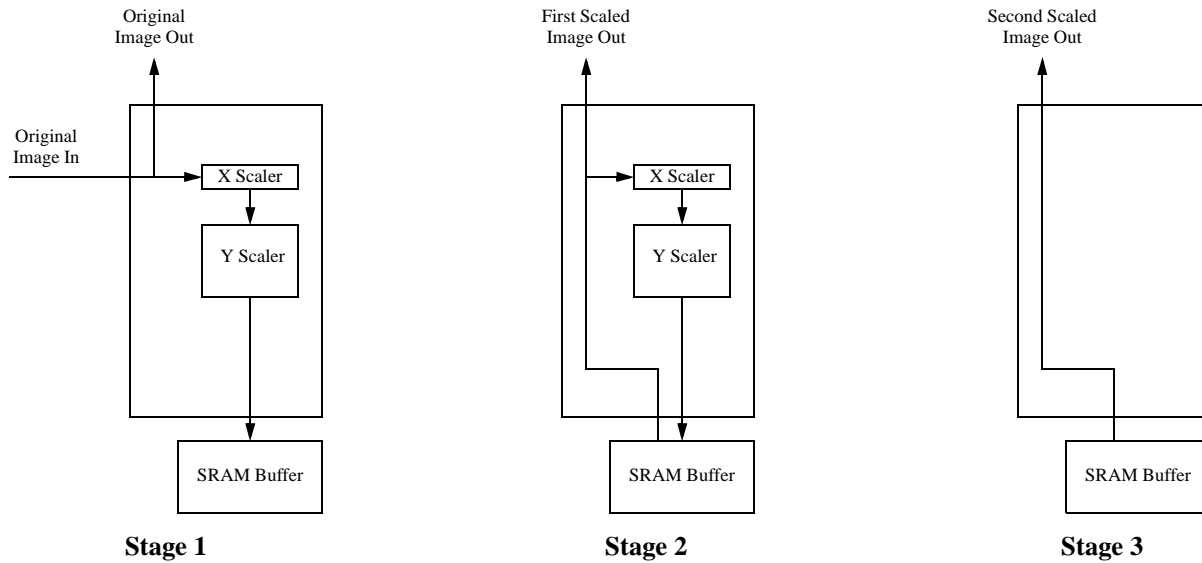 Original
Image Out
First Scaled
Image Out
Second Scaled
Image Out
Original
Image In
X Scaler
X Scaler
Y Scaler
Y Scaler
SRAM Buffer
SRAM Buffer
SRAM Buffer
Stage 1
Stage 2
Stage 3